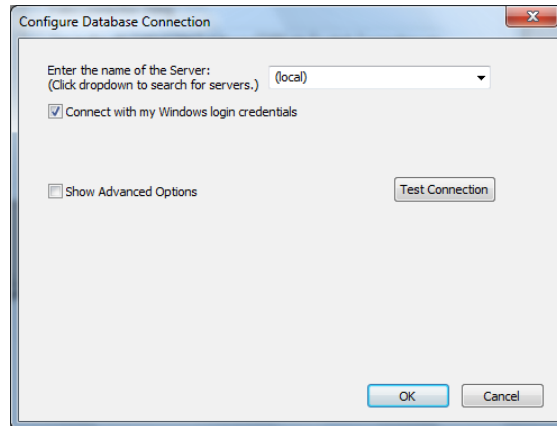 Configure Database Connection
Enter the name of the Server:
(Click dropdown to search for servers.)
(local)
Connect with my Windows login credentials
Show Advanced Options
Test Connection
OK
Cancel